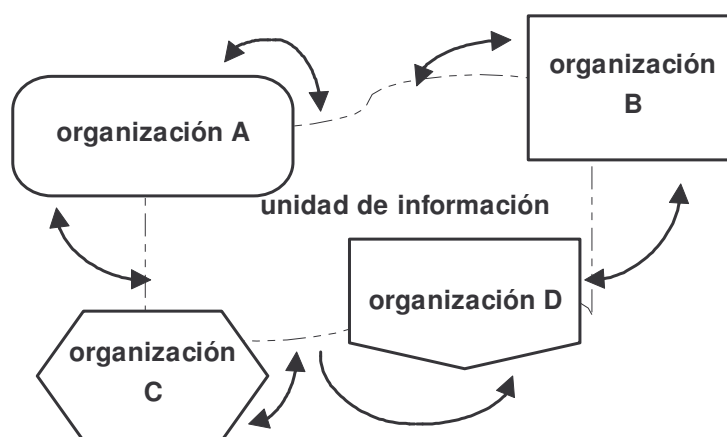 organización A
organización
B
unidad de información
organización D
organización
C